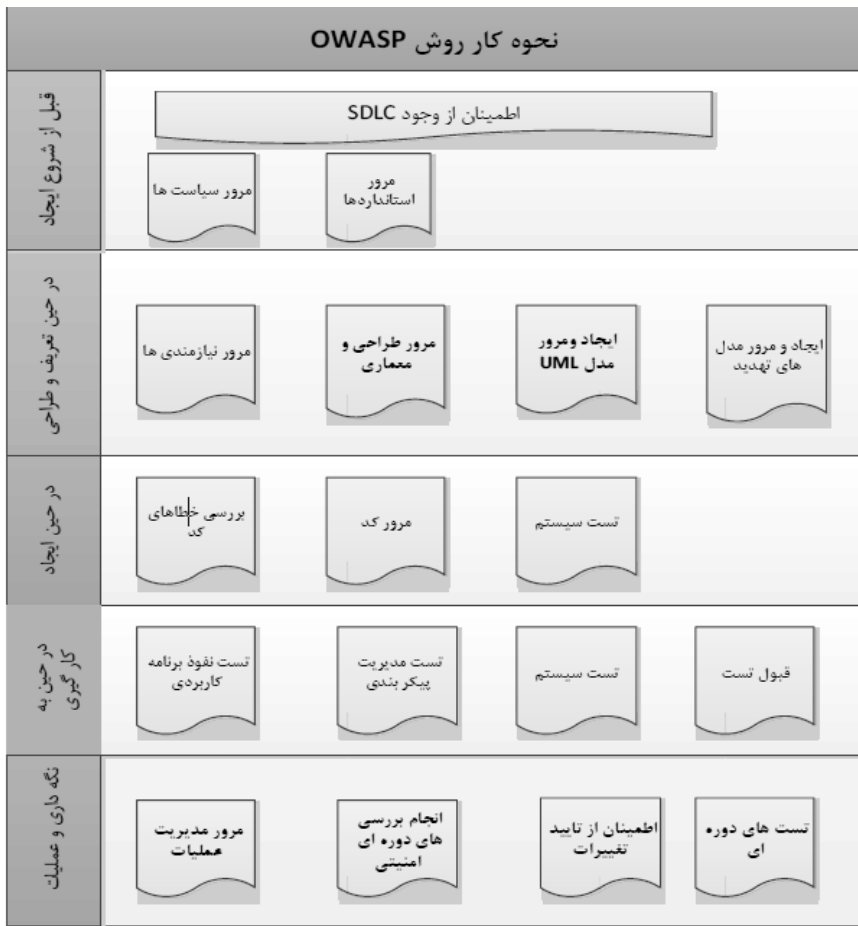 نحوه کار روش OWASP
قبل از شروع ایجاد
اطمینان از وجود SDLC
مرور سیاست ها
مرور
استانداردها
در حین تعریف و طراحی
مرور نیازمندی ها
مرور طراحی و
معماری
ایجاد ومرور
مدل UML
ایجاد و مرور مدل
های تهدید
در حین ایجاد
بررسی خطاهای
کد
مرور کد
تست سیستم
در حین به
کار گیری
تست نفوذ برنامه
کاربردی
تست مدیریت
پیکر بندی
تست سیستم
قبول تست
نگه داری و عملیات
مرور مدیریت
عملیات
انجام بررسی
های دوره ای
امنیتی
اطمینان از تایید
تغییرات
تست های دوره
ای